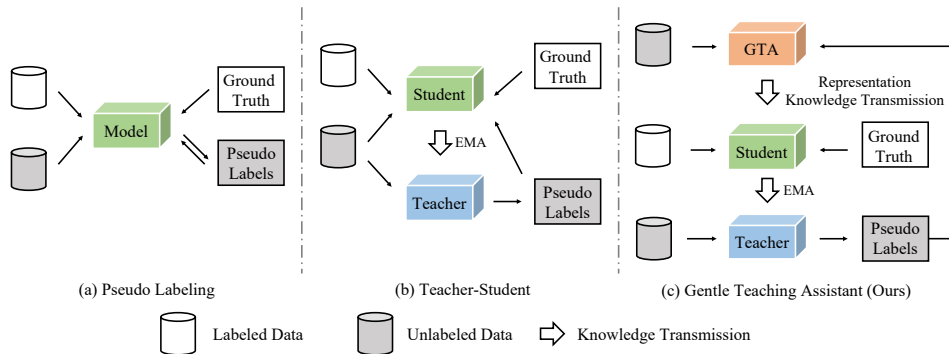 Ground
Truth
Model
Pseudo
Labels
(a) Pseudo Labeling
Ground
Truth
Student
EMA
Teacher
Pseudo
Labels
(b) Teacher-Student
GTA
Representation
Knowledge Transmission
Student
Ground
Truth
EMA
Teacher
Pseudo
Labels
(c) Gentle Teaching Assistant (Ours)
Labeled Data
Unlabeled Data
Knowledge Transmission